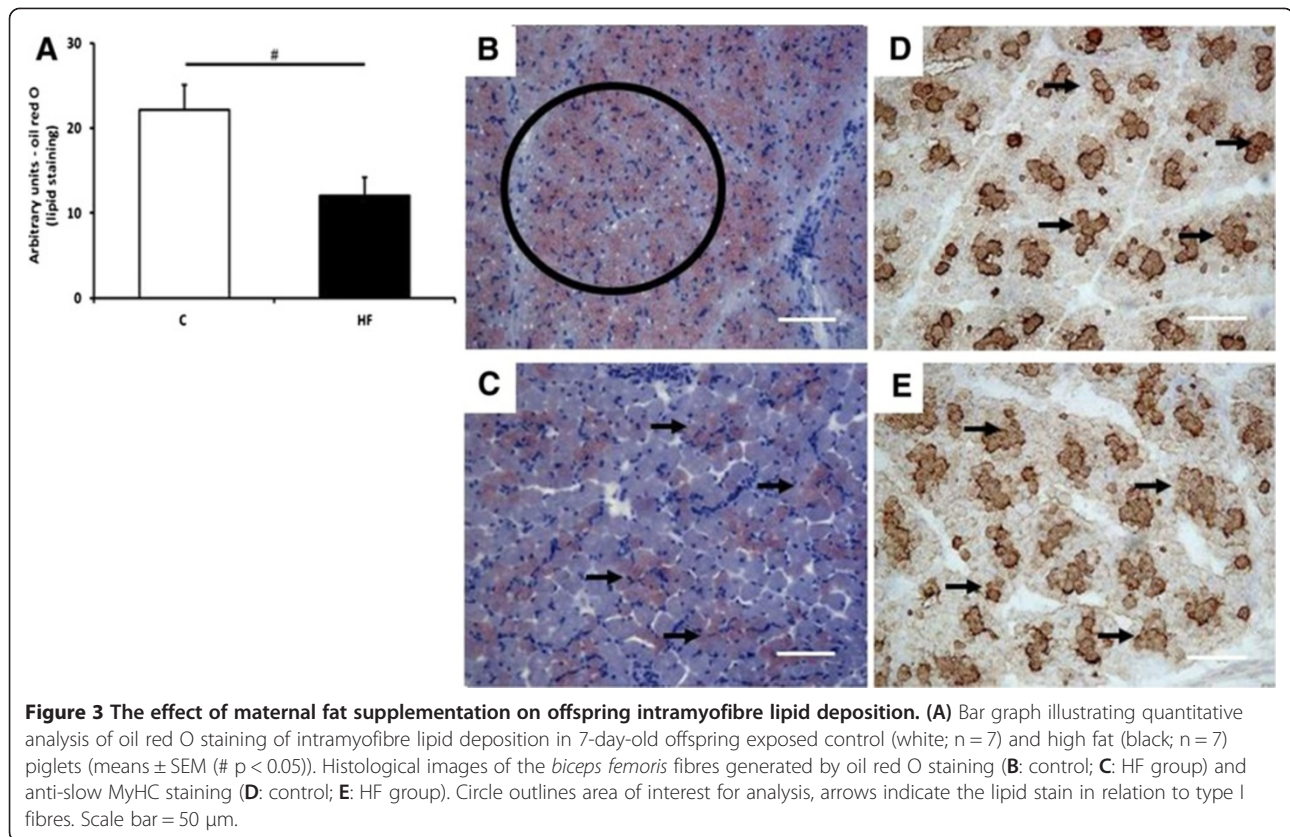 A
30
20
10
0
Arbitrary units - oil red O
(lipid staining)
#
C
HF
B
C
D
E
Figure 3 The effect of maternal fat supplementation on offspring intramyofibre lipid deposition. (A) Bar graph illustrating quantitative
analysis of oil red O staining of intramyofibre lipid deposition in 7-day-old offspring exposed control (white; n = 7) and high fat (black; n = 7)
piglets (means ± SEM (# p < 0.05)). Histological images of the biceps femoris fibres generated by oil red O staining (B: control; C: HF group) and
anti-slow MyHC staining (D: control; E: HF group). Circle outlines area of interest for analysis, arrows indicate the lipid stain in relation to type I
fibres. Scale bar = 50 μm.